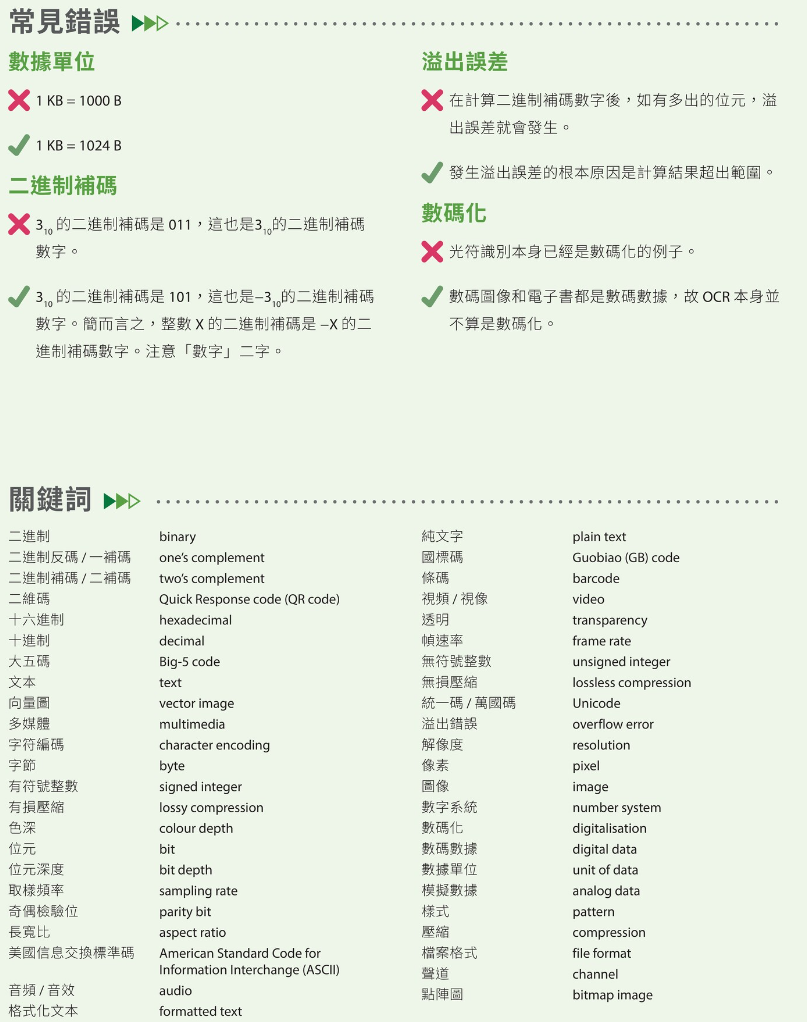 常見錯誤
數據單位
1 KB = 1000 B
1 KB = 1024 B
二進制補碼
3₁₀ 的二進制補碼是 011，這也是3₁₀的二進制補碼
數字。
3₁₀ 的二進制補碼是 101，這也是–3₁₀的二進制補碼
數字。簡而言之，整數 X 的二進制補碼是 –X 的二
進制補碼數字。注意「數字」二字。
溢出誤差
在計算二進制補碼數字後，如有多出的位元，溢
出誤差就會發生。
發生溢出誤差的根本原因是計算結果超出範圍。
數碼化
光符識別本身已經是數碼化的例子。
數碼圖像和電子書都是數碼數據，故 OCR 本身並
不算是數碼化。
關鍵詞
二進制 binary
二進制反碼 / 一補碼 one's complement
二進制補碼 / 二補碼 two's complement
二維碼 Quick Response code (QR code)
十六進制 hexadecimal
十進制 decimal
大五碼 Big-5 code
文本 text
向量圖 vector image
多媒體 multimedia
字符編碼 character encoding
字節 byte
有符號整數 signed integer
有損壓縮 lossy compression
色深 colour depth
位元 bit
位元深度 bit depth
取樣頻率 sampling rate
奇偶檢驗位 parity bit
長寬比 aspect ratio
美國信息交換標準碼 American Standard Code for
Information Interchange (ASCII)
音頻 / 音效 audio
格式化文本 formatted text
純文字 plain text
國標碼 Guobiao (GB) code
條碼 barcode
視頻 / 視像 video
透明 transparency
幀速率 frame rate
無符號整數 unsigned integer
無損壓縮 lossless compression
統一碼 / 萬國碼 Unicode
溢出錯誤 overflow error
解像度 resolution
像素 pixel
圖像 image
數字系統 number system
數碼化 digitalisation
數碼數據 digital data
數據單位 unit of data
模擬數據 analog data
樣式 pattern
壓縮 compression
檔案格式 file format
聲道 channel
點陣圖 bitmap image